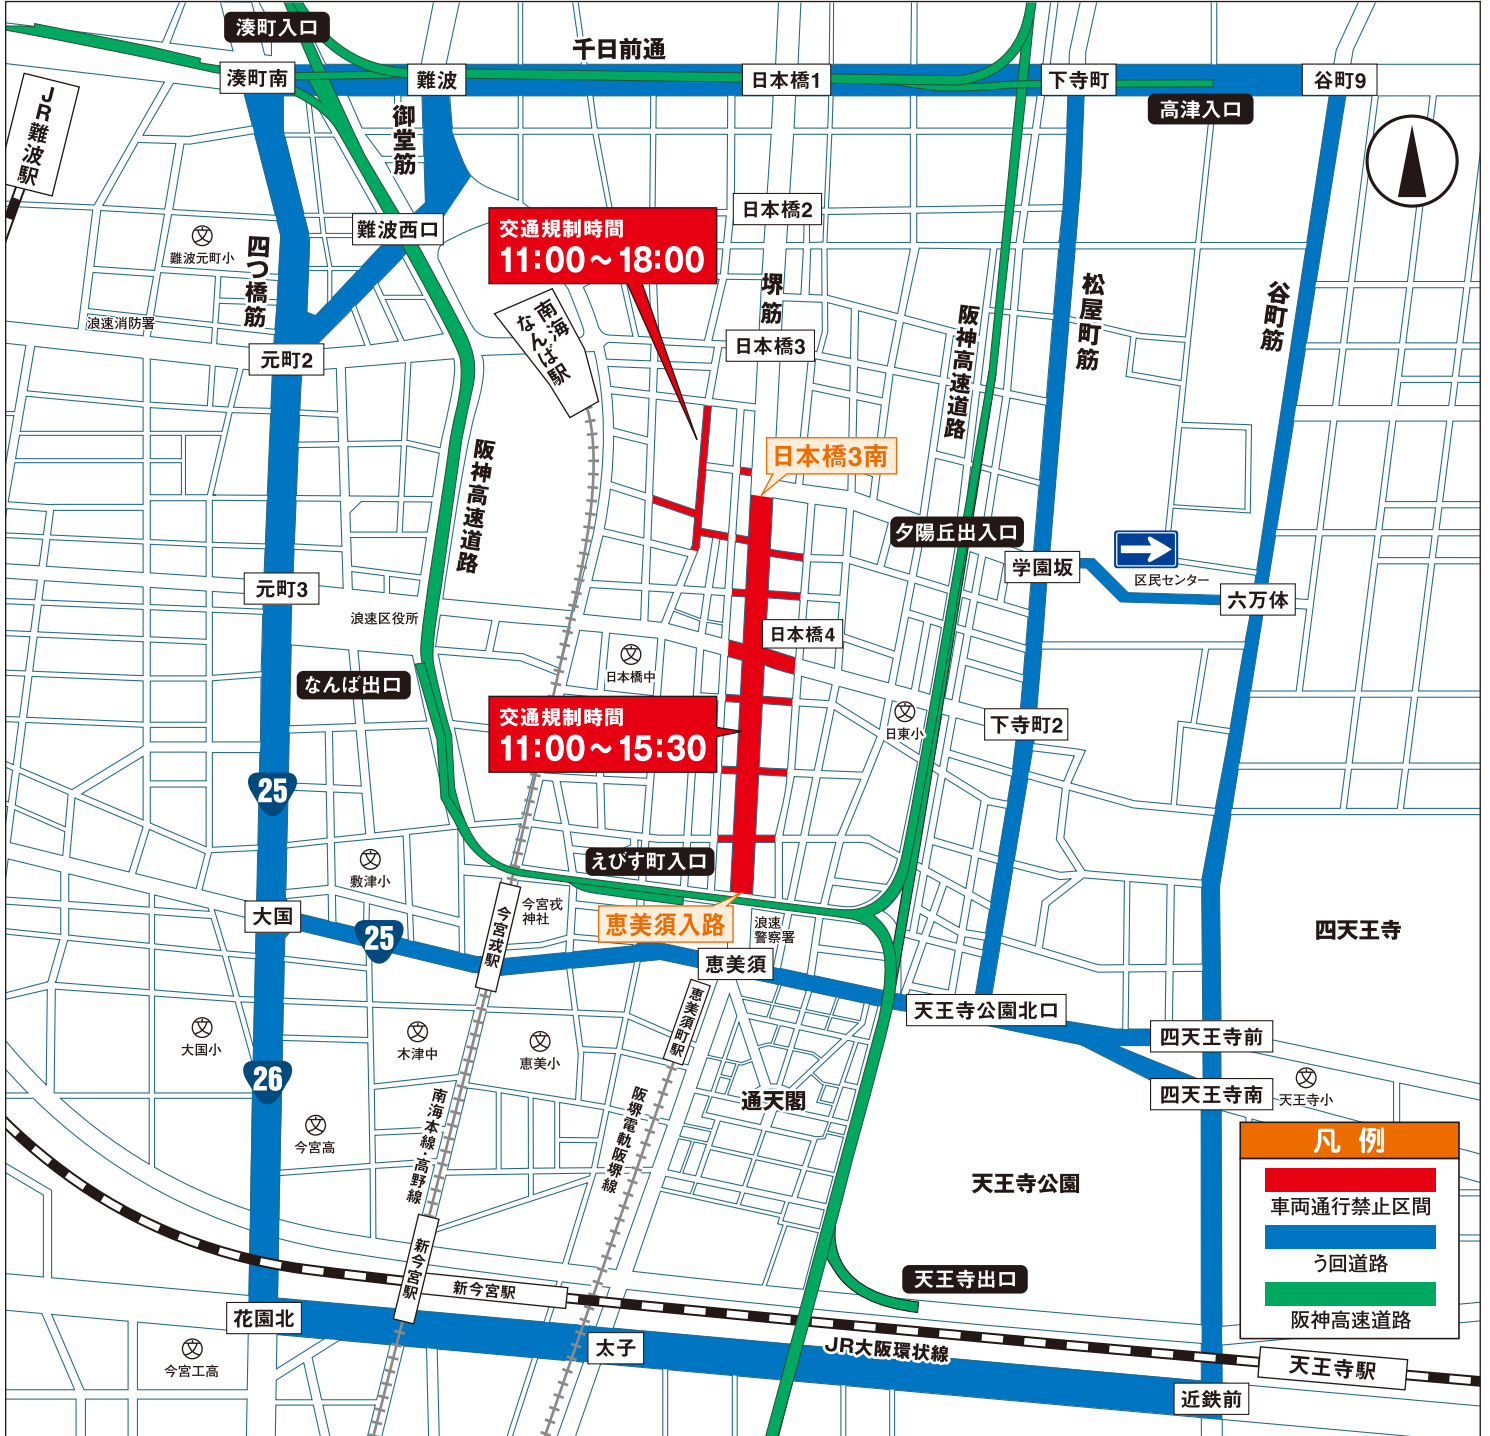 湊町入口
千日前通
湊町南
難波
日本橋1
下寺町
谷町9
高津入口
JR難波駅
御堂筋
日本橋2
難波西口
交通規制時間
11:00～18:00
難波元町小
四つ橋筋
堺筋
松屋町筋
谷町筋
南海
なんば駅
阪神高速道路
浪速消防署
日本橋3
元町2
阪神高速道路
日本橋3南
夕陽丘出入口
学園坂
区民センター
元町3
六万体
浪速区役所
日本橋4
日本橋中
なんば出口
交通規制時間
11:00～15:30
日東小
下寺町2
25
えびす町入口
敷津小
今宮戎
神社
大国
25
恵美須入路
浪速
警察署
四天王寺
今宮戎駅
恵美須
天王寺公園北口
恵美須町駅
大国小
木津中
恵美小
四天王寺前
26
四天王寺南
天王寺小
通天閣
南海本線・高野線
阪堺電軌阪堺線
今宮高
天王寺公園
凡 例
車両通行禁止区間
う回道路
阪神高速道路
新今宮駅
新今宮駅
天王寺出口
花園北
太子
JR大阪環状線
今宮工高
天王寺駅
近鉄前
文
文
文
文
文
文
文
文
文
文